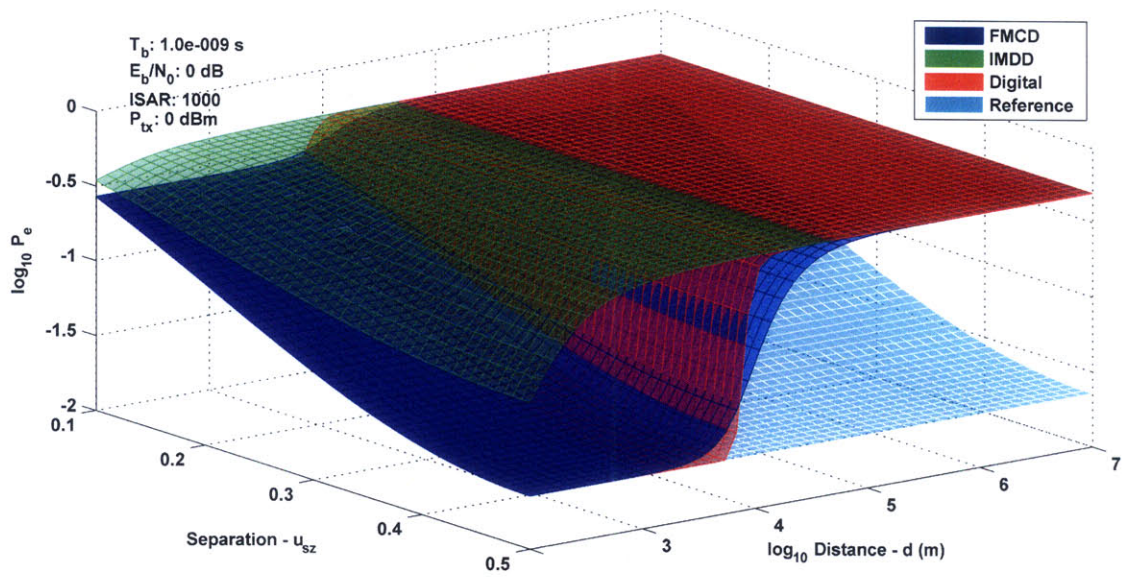 T_b: 1.0e-009 s
E_b/N_0: 0 dB
ISAR: 1000
P_tx: 0 dBm
FMCD
IMDD
Digital
Reference
0
-0.5
-1
-1.5
-2
log_10 P_e
0.1
0.2
0.3
0.4
0.5
Separation - u_sz
3
4
5
6
7
log_10 Distance - d (m)